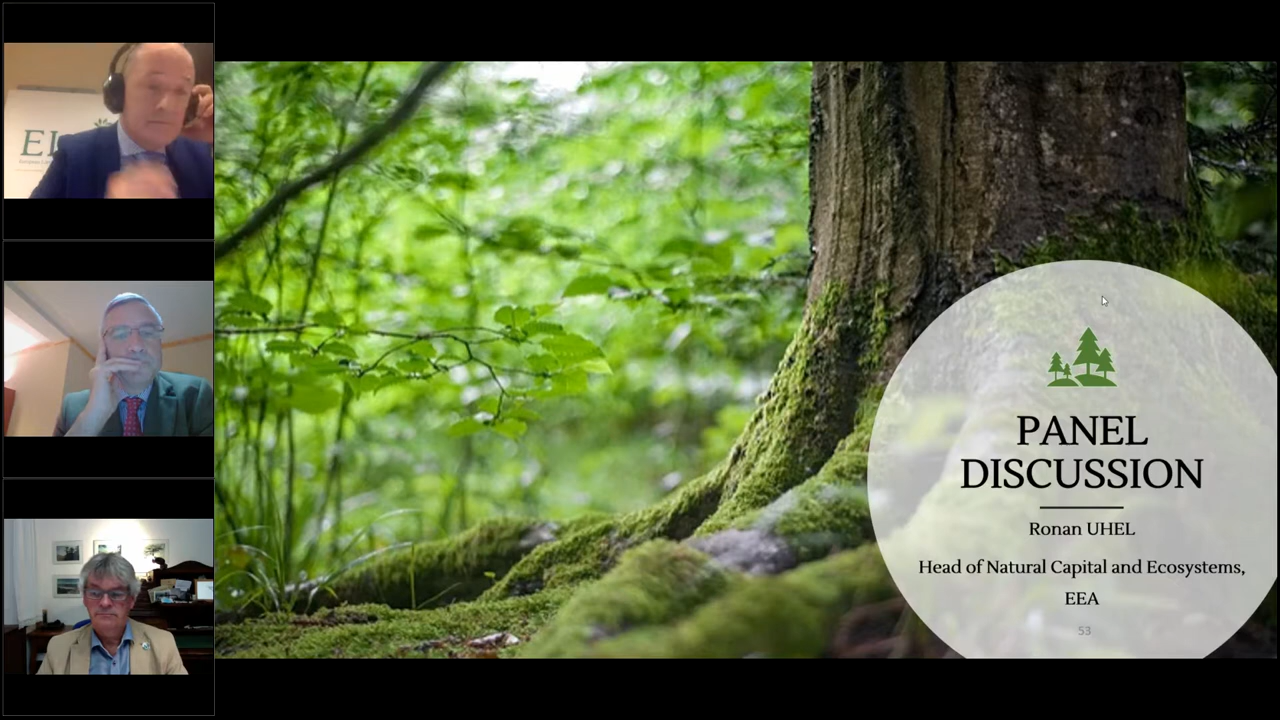 PANEL
DISCUSSION
Ronan UHEL
Head of Natural Capital and Ecosystems,
EEA
53